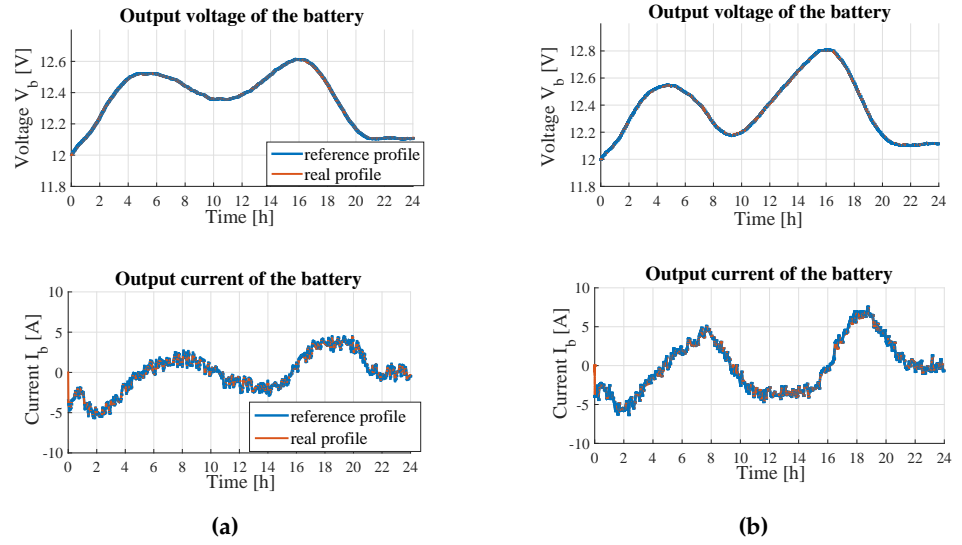 Output voltage of the battery
Voltage V_b [V]
12.6
12.4
12.2
12
11.8
0 2 4 6 8 10 12 14 16 18 20 22 24
Time [h]
reference profile
real profile
Output voltage of the battery
Voltage V_b [V]
12.8
12.6
12.4
12.2
12
11.8
0 2 4 6 8 10 12 14 16 18 20 22 24
Time [h]
Output current of the battery
Current I_b [A]
10
5
0
-5
-10
0 2 4 6 8 10 12 14 16 18 20 22 24
Time [h]
reference profile
real profile
Output current of the battery
Current I_b [A]
10
5
0
-5
-10
0 2 4 6 8 10 12 14 16 18 20 22 24
Time [h]
(a)
(b)